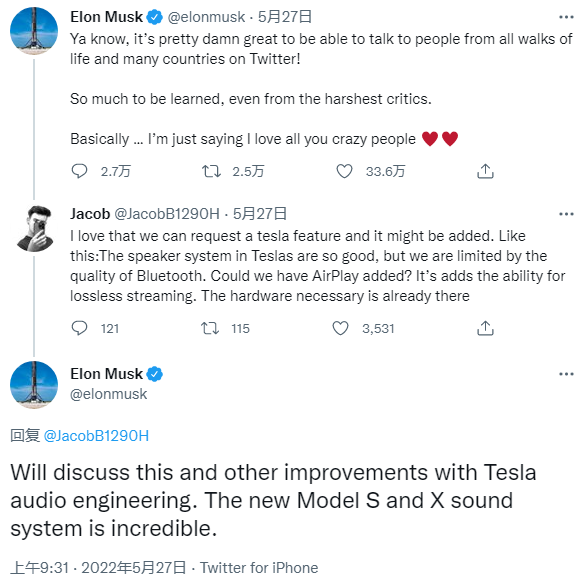 Elon Musk @elonmusk · 5月27日
Ya know, it's pretty damn great to be able to talk to people from all walks of
life and many countries on Twitter!
So much to be learned, even from the harshest critics.
Basically … I'm just saying I love all you crazy people ♥️♥️
2.7万 2.5万 33.6万
Jacob @JacobB1290H · 5月27日
I love that we can request a tesla feature and it might be added. Like
this:The speaker system in Teslas are so good, but we are limited by the
quality of Bluetooth. Could we have AirPlay added? It's adds the ability for
lossless streaming. The hardware necessary is already there
121 115 3,531
Elon Musk
@elonmusk
回复 @JacobB1290H
Will discuss this and other improvements with Tesla
audio engineering. The new Model S and X sound
system is incredible.
上午9:31 · 2022年5月27日 · Twitter for iPhone